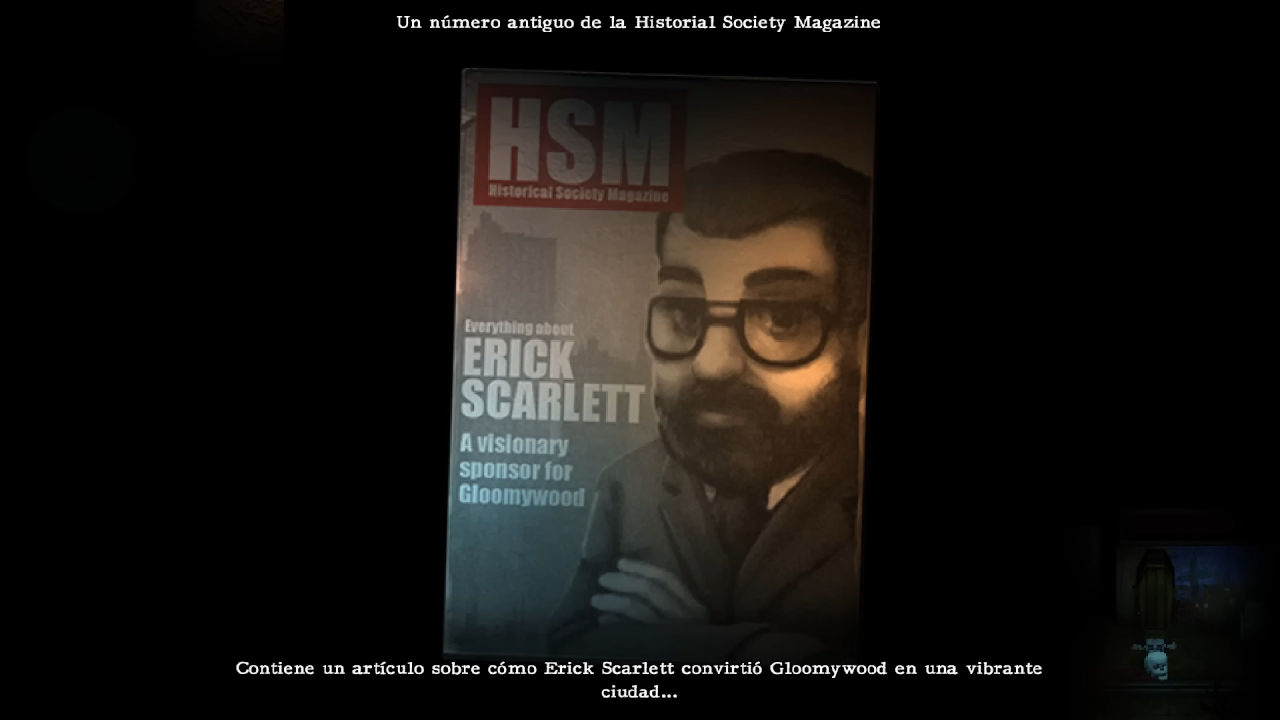 Un número antiguo de la Historial Society Magazine
HSM
Historical Society Magazine
Everything about
ERICK
SCARLETT
A visionary
sponsor for
Gloomywood
Contiene un artículo sobre cómo Erick Scarlett convirtió Gloomywood en una vibrante
ciudad...